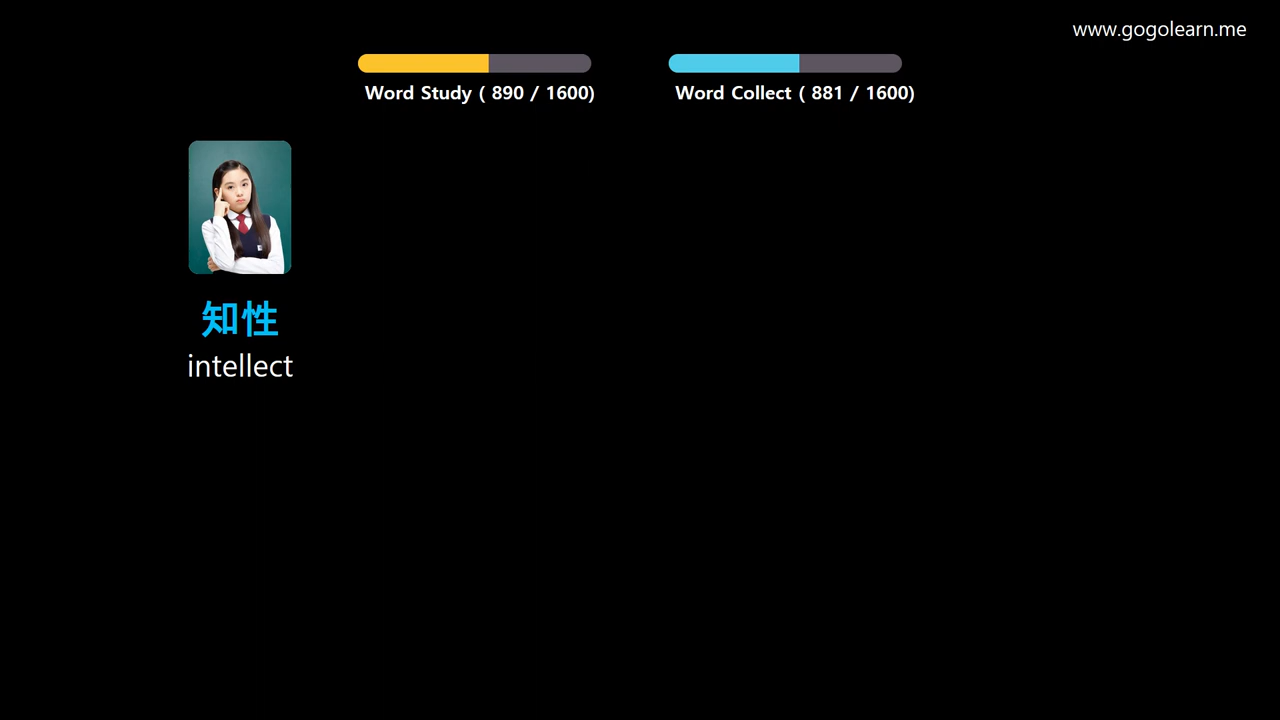 www.gogolearn.me
Word Study ( 890 / 1600)
Word Collect ( 881 / 1600)
知性
intellect